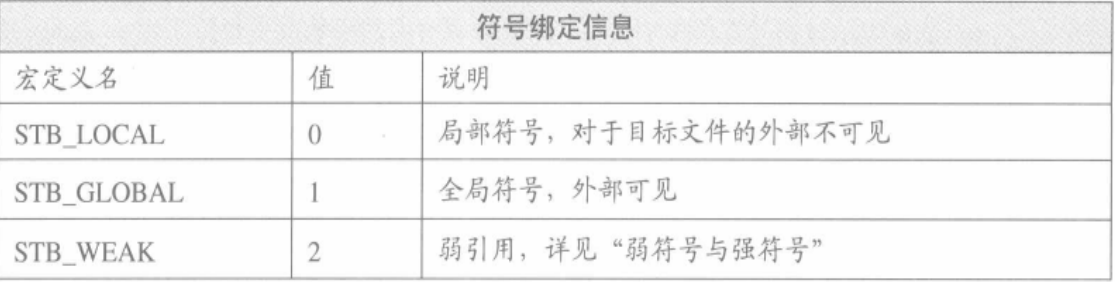 符号绑定信息
宏定义名 值 说明
STB_LOCAL 0 局部符号，对于目标文件的外部不可见
STB_GLOBAL 1 全局符号，外部可见
STB_WEAK 2 弱引用，详见“弱符号与强符号”